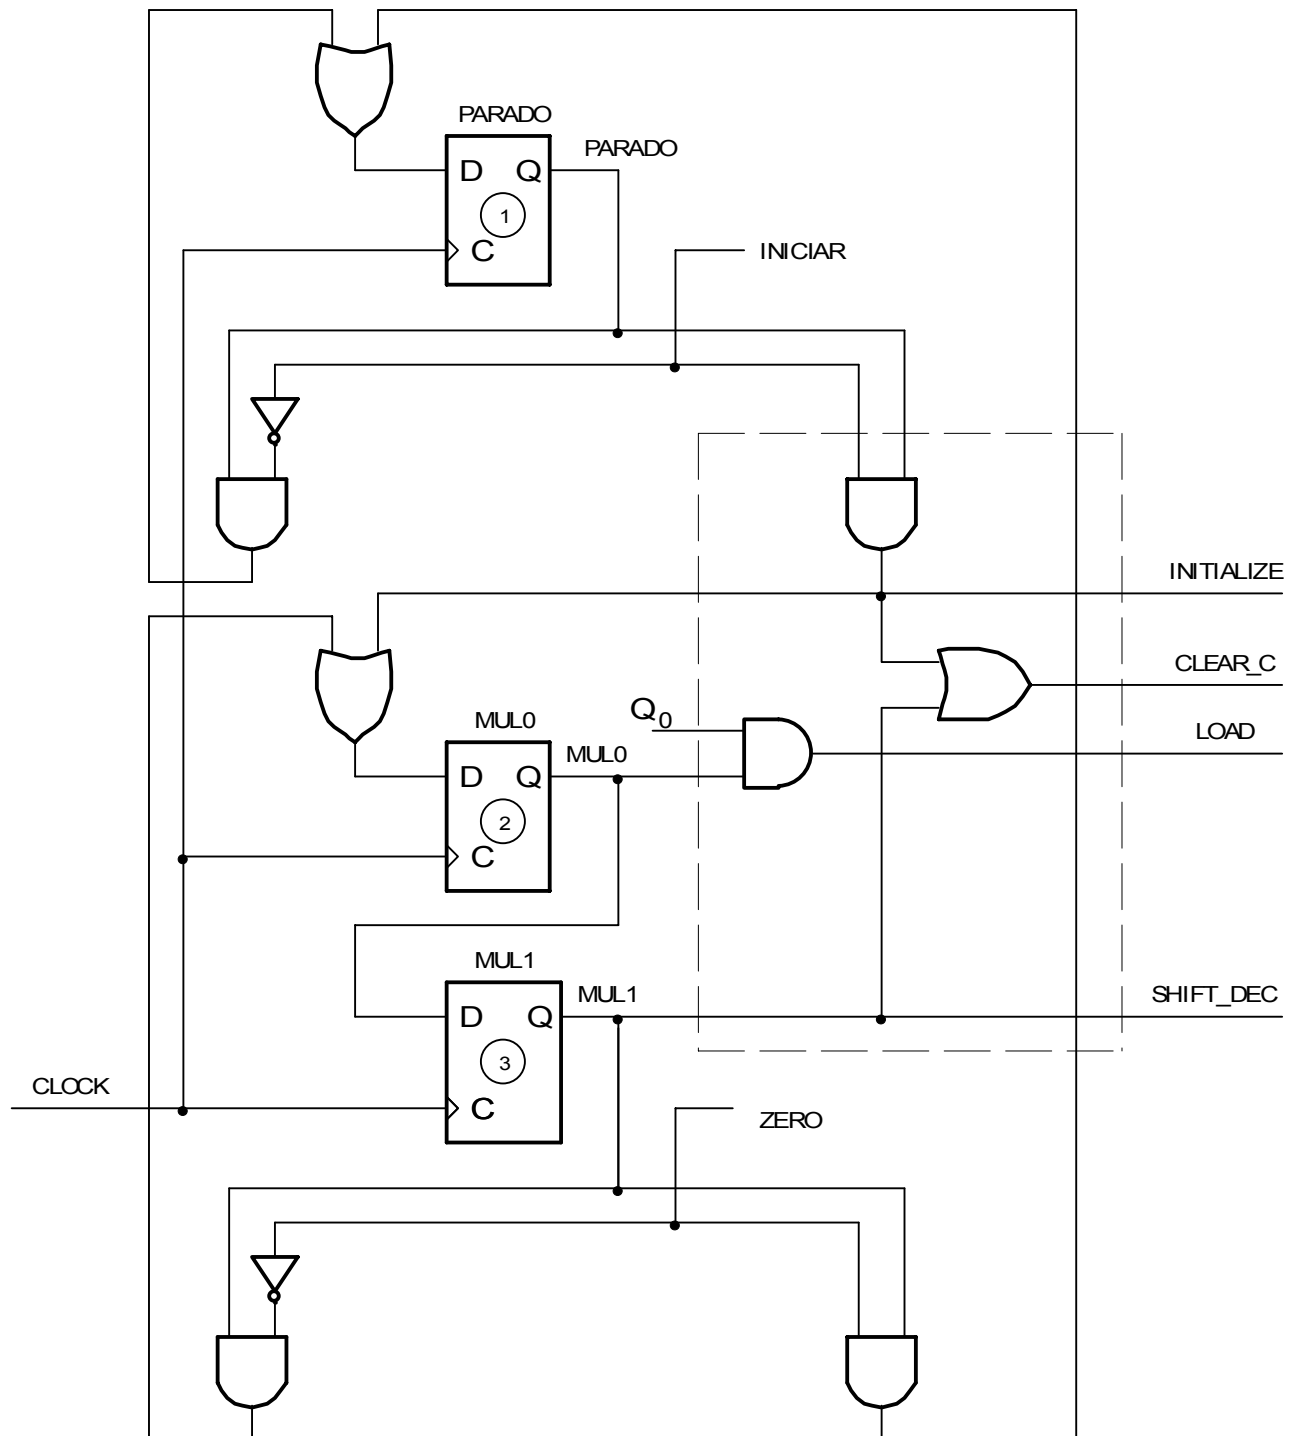 PARADO
PARADO
D Q
1
C
INICIAR
INITIALIZE
CLEAR_C
Q0
LOAD
MUL0
MUL0
D Q
2
C
MUL1
MUL1
SHIFT_DEC
D Q
3
CLOCK
C
ZERO